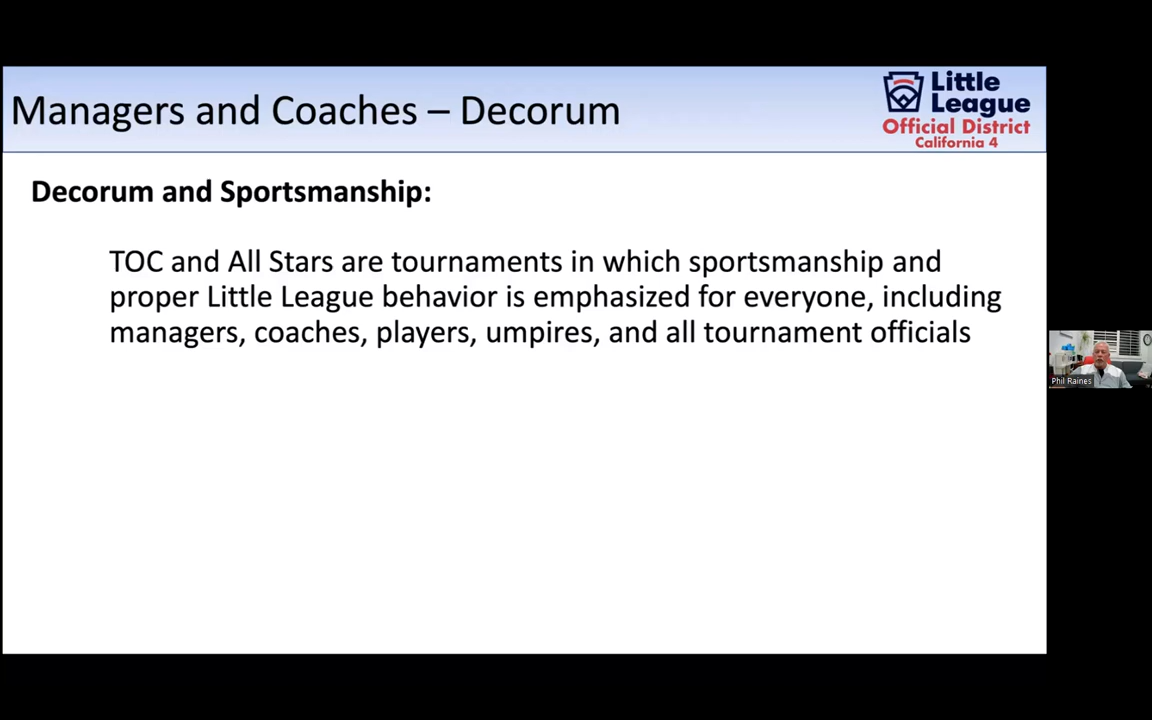 Managers and Coaches – Decorum
Little
League
Official District
California 4
Decorum and Sportsmanship:
TOC and All Stars are tournaments in which sportsmanship and
proper Little League behavior is emphasized for everyone, including
managers, coaches, players, umpires, and all tournament officials
Phil Raines